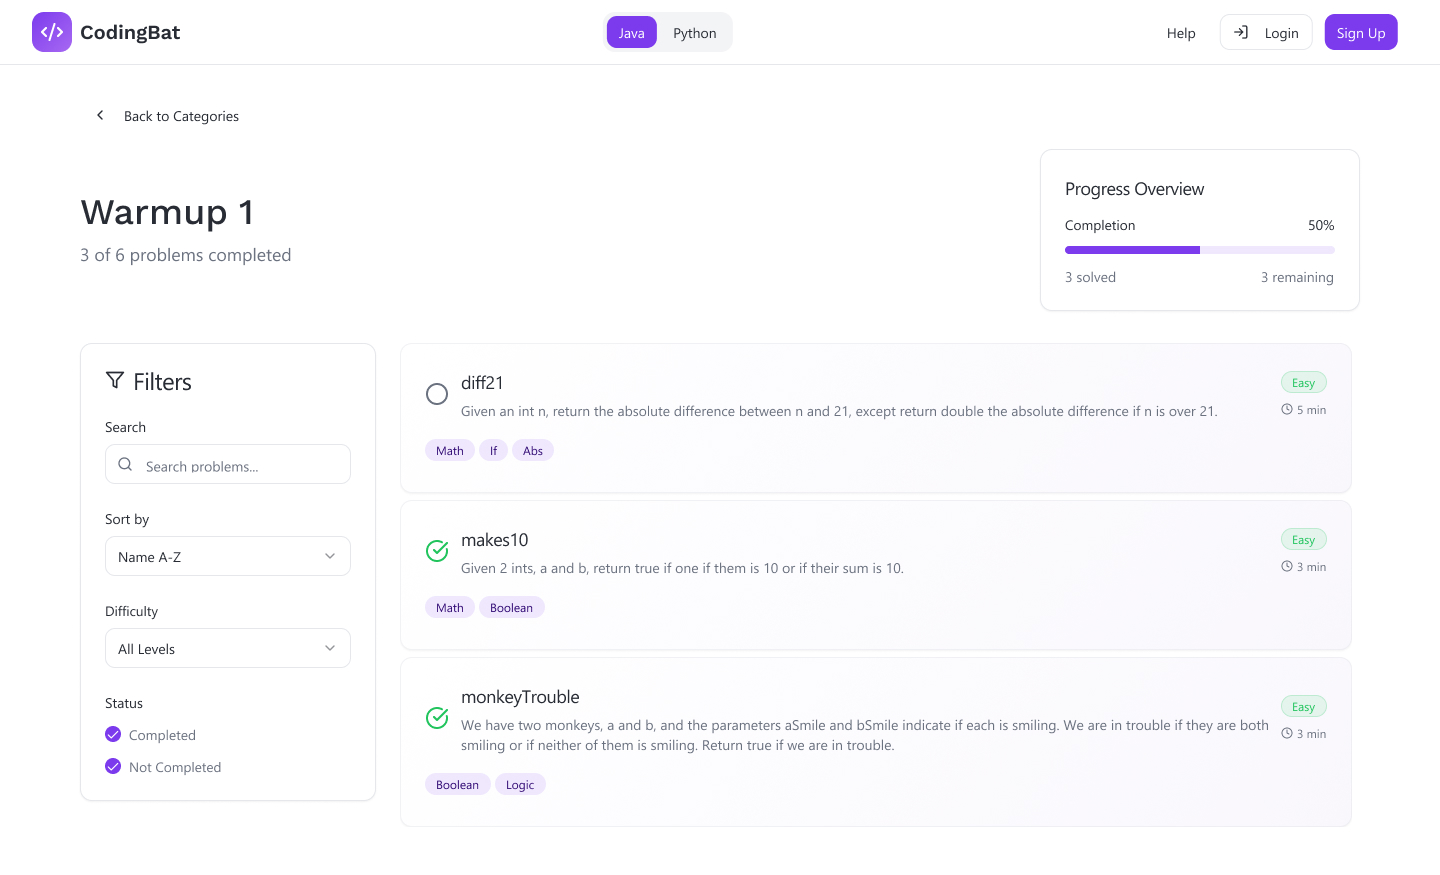 CodingBat
Java
Python
Help
Login
Sign Up
Back to Categories
Warmup 1
3 of 6 problems completed
Progress Overview
Completion
50%
3 solved
3 remaining
Filters
Search
Search problems...
Sort by
Name A-Z
Difficulty
All Levels
Status
Completed
Not Completed
diff21
Given an int n, return the absolute difference between n and 21, except return double the absolute difference if n is over 21.
Easy
5 min
Math
If
Abs
makes10
Given 2 ints, a and b, return true if one if them is 10 or if their sum is 10.
Easy
3 min
Math
Boolean
monkeyTrouble
We have two monkeys, a and b, and the parameters aSmile and bSmile indicate if each is smiling. We are in trouble if they are both
smiling or if neither of them is smiling. Return true if we are in trouble.
Easy
3 min
Boolean
Logic